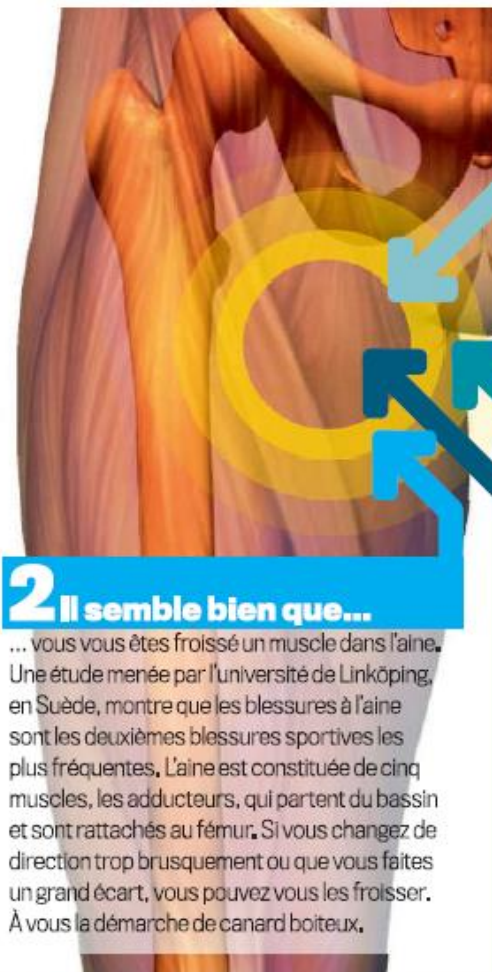 2 Il semble bien que...
... vous vous êtes froissé un muscle dans l'aine.
Une étude menée par l'université de Linköping,
en Suède, montre que les blessures à l'aine
sont les deuxièmes blessures sportives les
plus fréquentes. L'aine est constituée de cinq
muscles, les adducteurs, qui partent du bassin
et sont rattachés au fémur. Si vous changez de
direction trop brusquement ou que vous faites
un grand écart, vous pouvez vous les froisser.
À vous la démarche de canard boiteux.